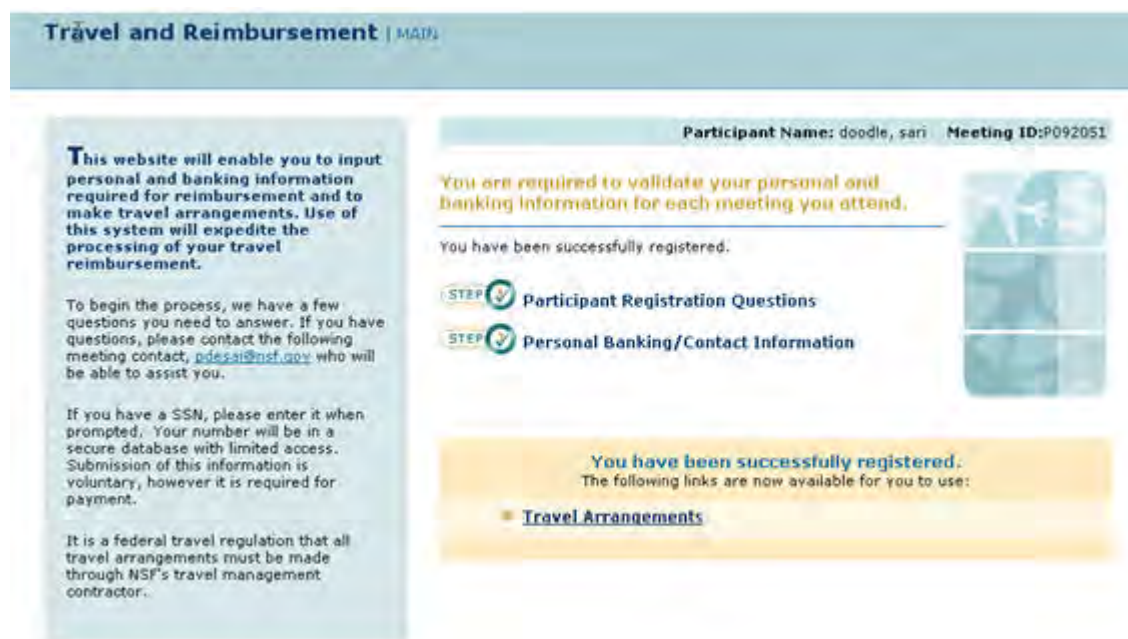 Travel and Reimbursement | MAIN
This website will enable you to input
personal and banking information
required for reimbursement and to
make travel arrangements. Use of
this system will expedite the
processing of your travel
reimbursement.
To begin the process, we have a few
questions you need to answer. If you have
questions, please contact the following
meeting contact, pdesai@nsf.gov who will
be able to assist you.
If you have a SSN, please enter it when
prompted. Your number will be in a
secure database with limited access.
Submission of this information is
voluntary, however it is required for
payment.
It is a federal travel regulation that all
travel arrangements must be made
through NSF's travel management
contractor.
Participant Name: doodle, sari Meeting ID:P092051
You are required to validate your personal and
banking information for each meeting you attend.
You have been successfully registered.
STEP Participant Registration Questions
STEP Personal Banking/Contact Information
You have been successfully registered.
The following links are now available for you to use:
Travel Arrangements